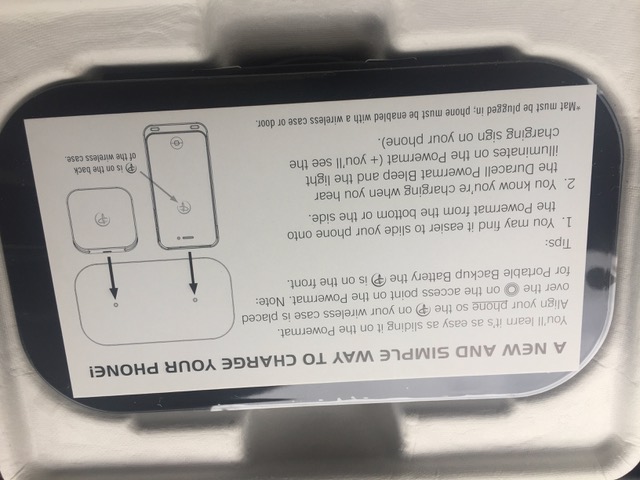 A NEW AND SIMPLE WAY TO CHARGE YOUR PHONE!
You'll learn it's as easy as sliding it on the Powermat.
Align your phone so the on your wireless case is placed
over the on the access point on the Powermat. Note:
for Portable Backup Battery the is on the front.
Tips:
1. You may find it easier to slide your phone onto
the Powermat from the bottom or the side.
2. You know you're charging when you hear
the Duracell Powermat Bleep and the light
illuminates on the Powermat (+ you'll see the
charging sign on your phone).
*Mat must be plugged in; phone must be enabled with a wireless case or door.
is on the back
of the wireless case.